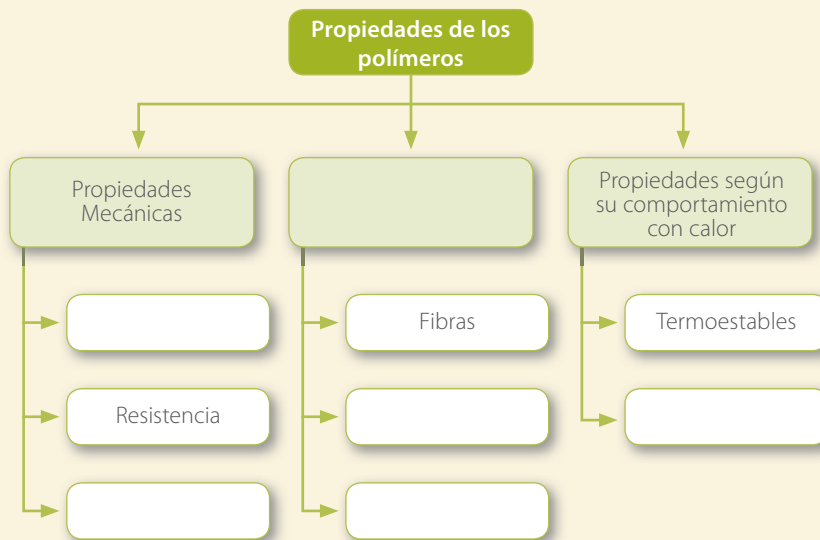 Propiedades de los
polímeros
Propiedades
Mecánicas
Propiedades según
su comportamiento
con calor
Fibras
Termoestables
Resistencia